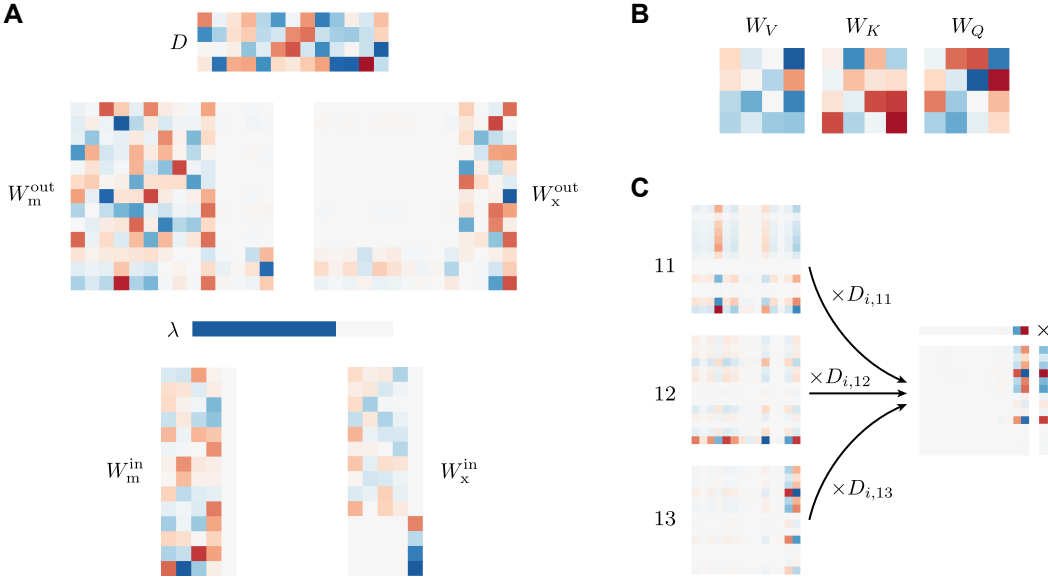 A
D
W_m^out
W_x^out
λ
W_m^in
W_x^in
B
W_V W_K W_Q
C
11
×D_{i,11}
×
12
×D_{i,12}
13
×D_{i,13}